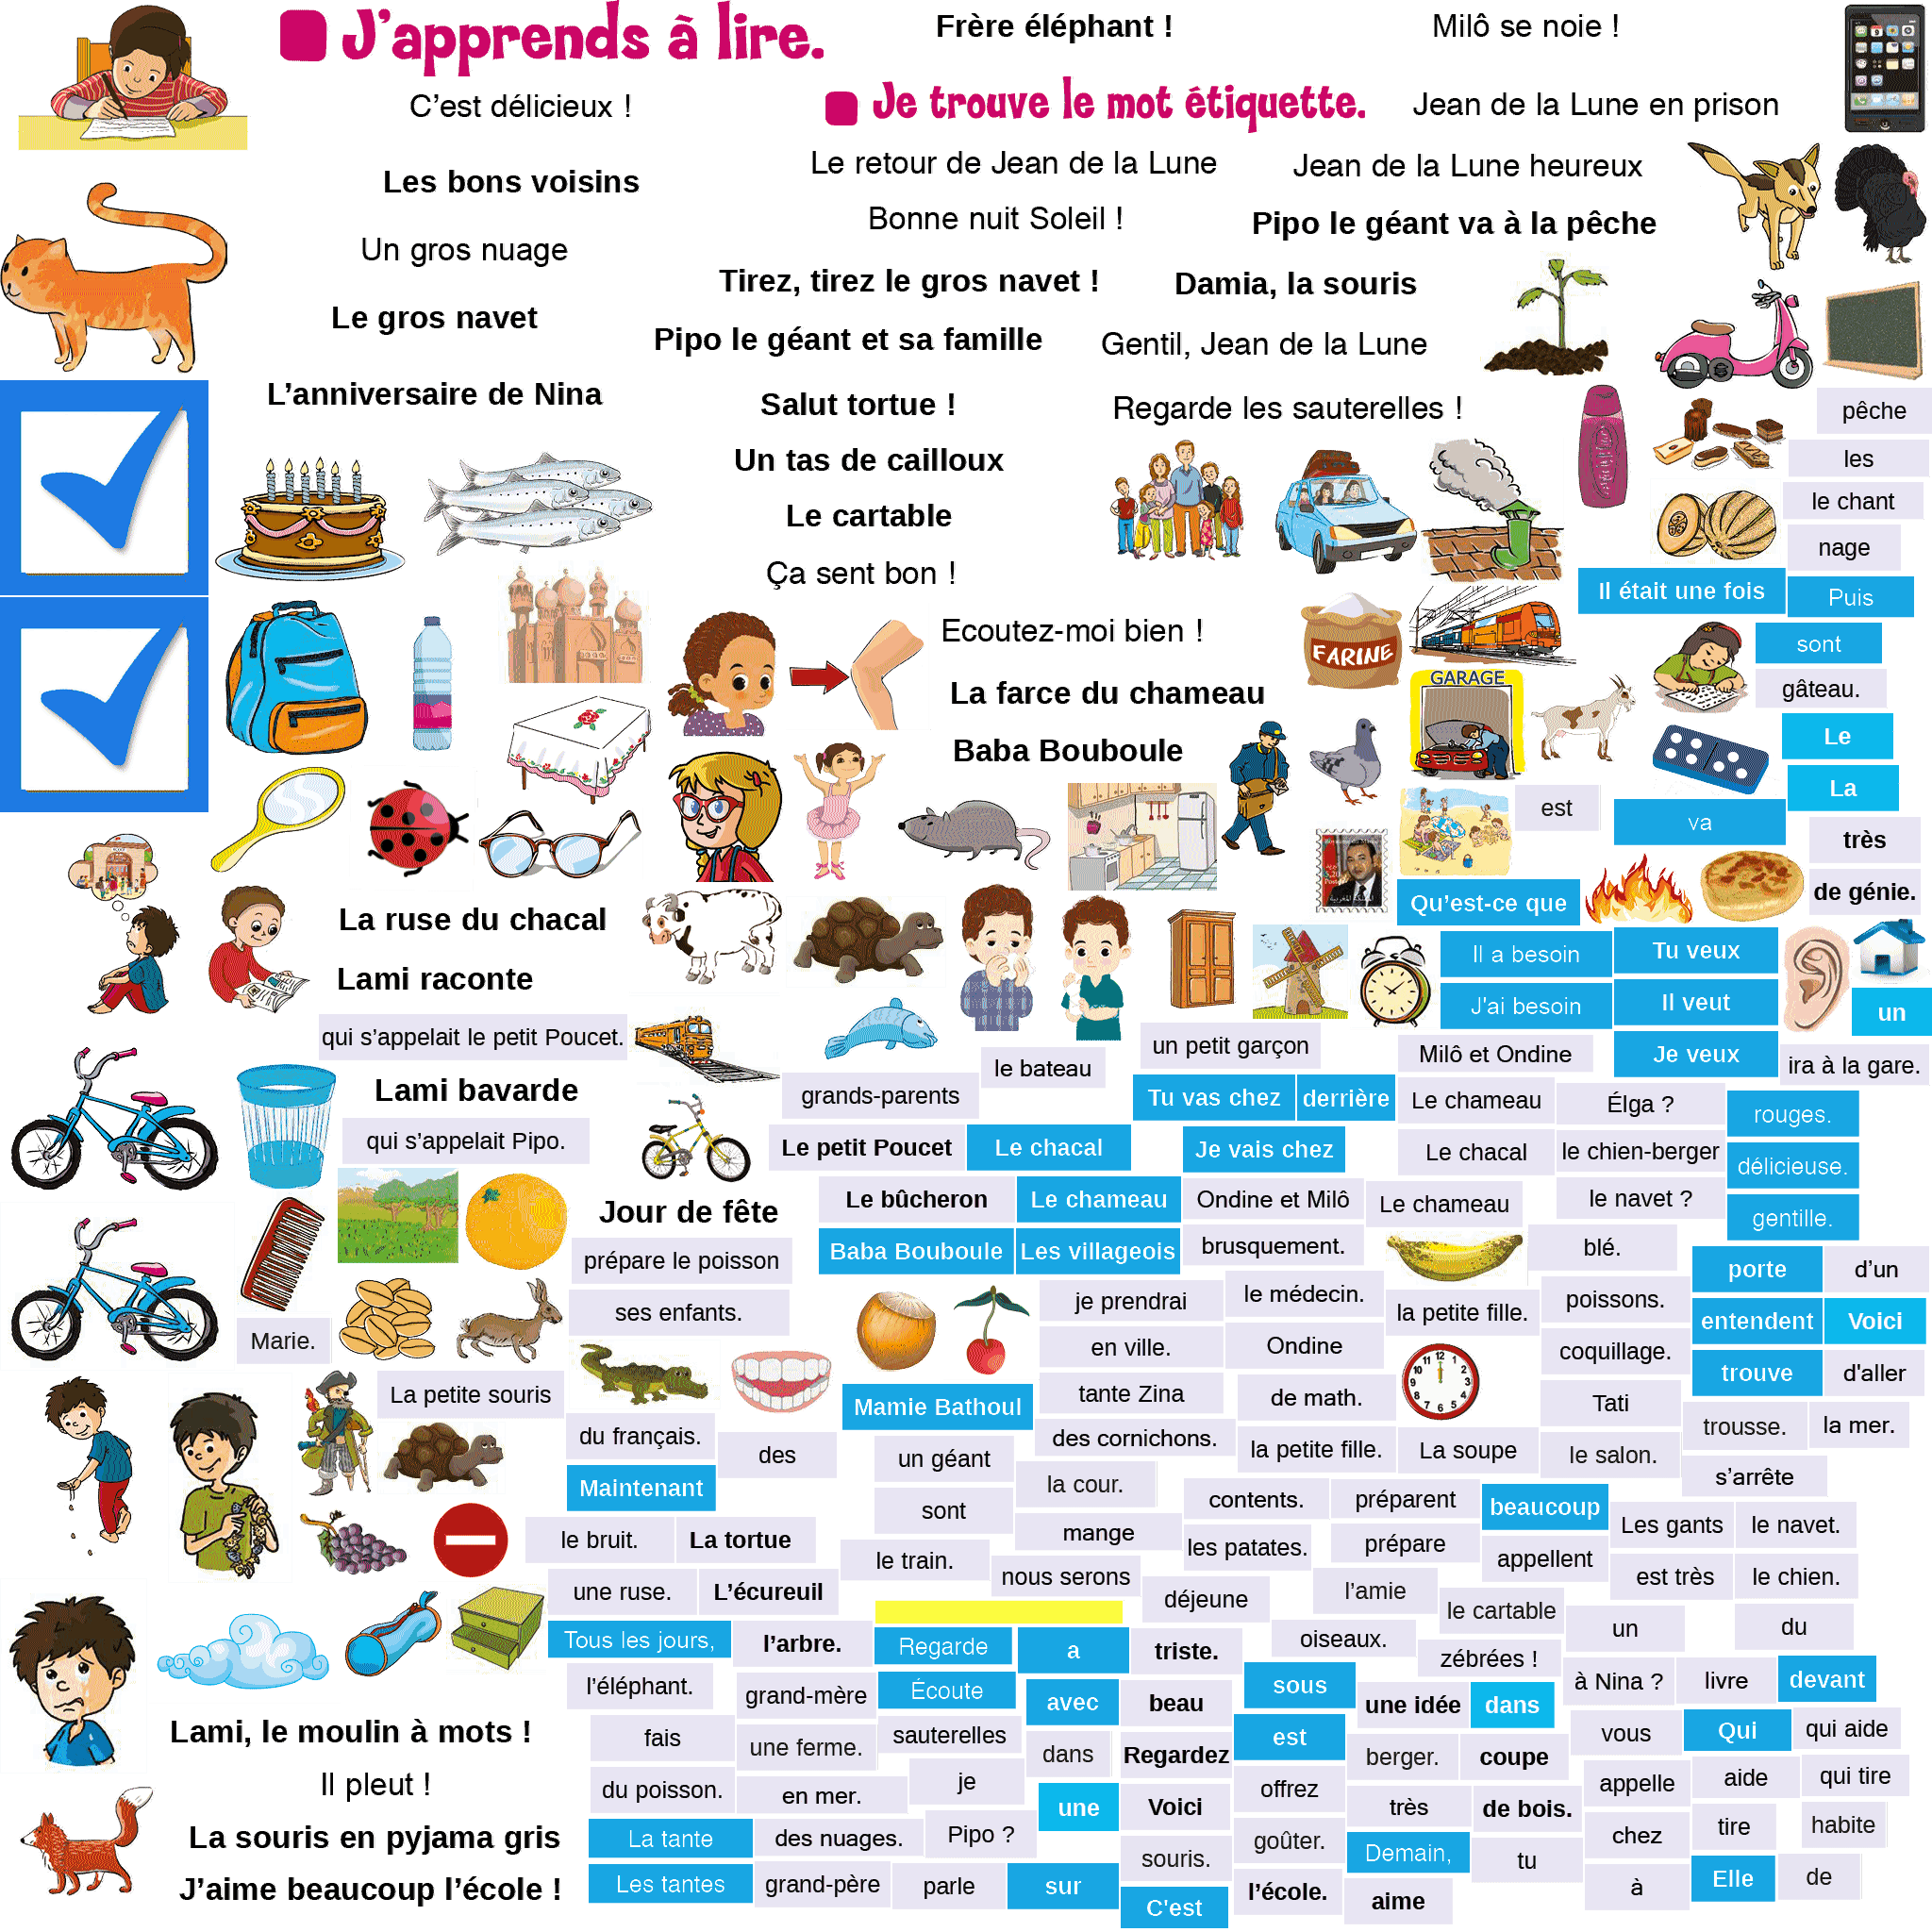 J'apprends à lire.
Frère éléphant !
Milô se noie !
C'est délicieux !
Je trouve le mot étiquette.
Jean de la Lune en prison
Les bons voisins
Le retour de Jean de la Lune
Jean de la Lune heureux
Un gros nuage
Bonne nuit Soleil !
Pipo le géant va à la pêche
Le gros navet
Tirez, tirez le gros navet !
Damia, la souris
Pipo le géant et sa famille
Gentil, Jean de la Lune
L'anniversaire de Nina
Salut tortue !
Regarde les sauterelles !
pêche
Un tas de cailloux
les
Le cartable
le chant
nage
Ça sent bon !
Il était une fois
Puis
Ecoutez-moi bien !
FARINE
sont
La farce du chameau
GARAGE
gâteau.
Baba Bouboule
Le
La
est
va
très
Qu'est-ce que
de génie.
La ruse du chacal
Il a besoin
Tu veux
Lami raconte
J'ai besoin
Il veut
un
qui s'appelait le petit Poucet.
un petit garçon
Milô et Ondine
Je veux
ira à la gare.
le bateau
Lami bavarde
grands-parents
Tu vas chez
derrière
Le chameau
Élga ?
rouges.
qui s'appelait Pipo.
Le petit Poucet
Le chacal
Je vais chez
Le chacal
le chien-berger
délicieuse.
Jour de fête
Le bûcheron
Le chameau
Ondine et Milô
Le chameau
le navet ?
gentille.
prépare le poisson
Baba Bouboule
Les villageois
brusquement.
blé.
porte
d'un
ses enfants.
je prendrai
le médecin.
la petite fille.
poissons.
entendent
Voici
Marie.
en ville.
Ondine
12 1 2 3 4 5 6 7 8 9 10 11
coquillage.
trouve
d'aller
La petite souris
Mamie Bathoul
tante Zina
de math.
Tati
trousse.
la mer.
du français.
des
un géant
des cornichons.
la petite fille.
La soupe
le salon.
s'arrête
Maintenant
sont
la cour.
contents.
préparent
beaucoup
Les gants
le navet.
le bruit.
La tortue
le train.
mange
les patates.
prépare
appellent
une ruse.
L'écureuil
nous serons
déjeune
l'amie
le cartable
est très
le chien.
Tous les jours,
l'arbre.
Regarde
a
triste.
oiseaux.
zébrées !
un
du
l'éléphant.
grand-mère
Écoute
avec
beau
sous
une idée
dans
à Nina ?
livre
devant
Lami, le moulin à mots !
fais
une ferme.
sauterelles
dans
Regardez
est
berger.
coupe
vous
Qui
qui aide
Il pleut !
du poisson.
en mer.
je
une
Voici
offrez
très
de bois.
appelle
aide
qui tire
La souris en pyjama gris
La tante
des nuages.
Pipo ?
souris.
goûter.
Demain,
tu
chez
tire
habite
J'aime beaucoup l'école !
Les tantes
grand-père
parle
sur
C'est
l'école.
aime
à
Elle
de